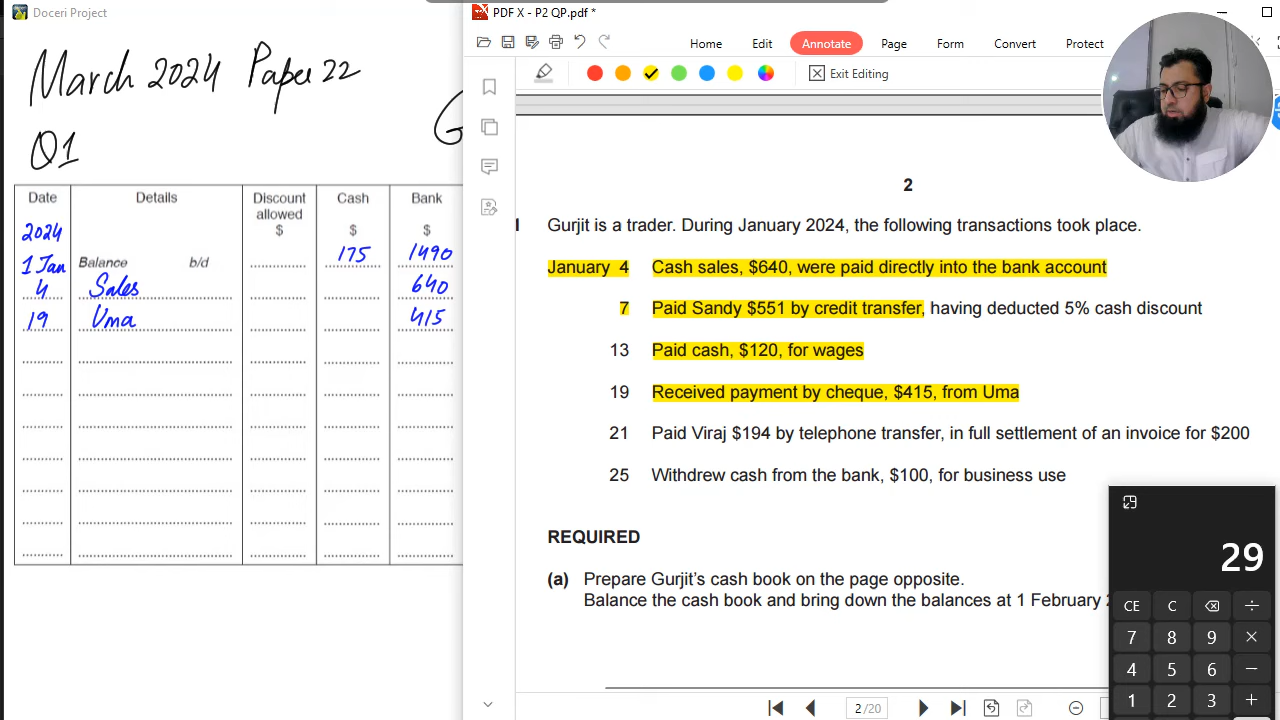 Doceri Project
March 2024 Paper 22
Q1
G
Date Details Discount allowed $ Cash $ Bank $
2024
1 Jan Balance b/d 175 1490
4 Sales 640
19 Uma 415
PDF X - P2 QP.pdf *
Home Edit Annotate Page Form Convert Protect
Exit Editing
2
Gurjit is a trader. During January 2024, the following transactions took place.
January 4 Cash sales, $640, were paid directly into the bank account
7 Paid Sandy $551 by credit transfer, having deducted 5% cash discount
13 Paid cash, $120, for wages
19 Received payment by cheque, $415, from Uma
21 Paid Viraj $194 by telephone transfer, in full settlement of an invoice for $200
25 Withdrew cash from the bank, $100, for business use
REQUIRED
(a) Prepare Gurjit's cash book on the page opposite.
Balance the cash book and bring down the balances at 1 February
2/20
29
CE C ÷
7 8 9 ×
4 5 6 −
1 2 3 +